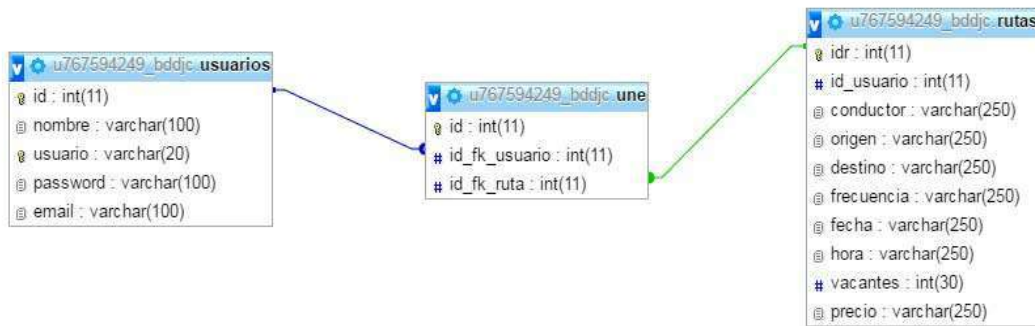 u767594249_bddjc usuarios
id : int(11)
nombre : varchar(100)
usuario : varchar(20)
password : varchar(100)
email : varchar(100)
u767594249_bddjc une
id : int(11)
# id_fk_usuario : int(11)
# id_fk_ruta : int(11)
u767594249_bddjc rutas
idr : int(11)
# id_usuario : int(11)
conductor : varchar(250)
origen : varchar(250)
destino : varchar(250)
frecuencia : varchar(250)
fecha : varchar(250)
hora : varchar(250)
# vacantes : int(30)
precio : varchar(250)